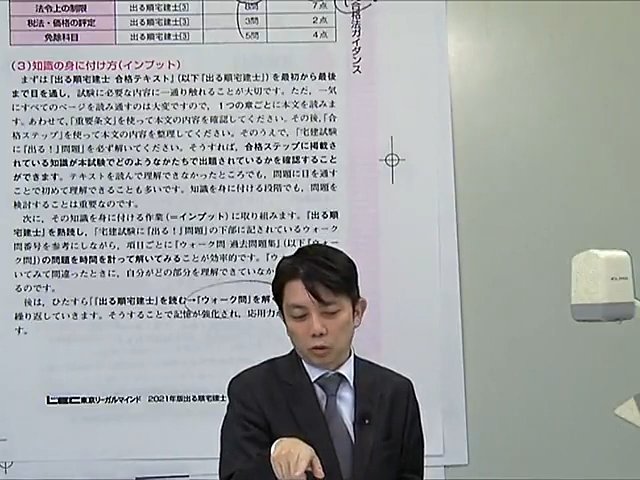 法令上の制限 出る順宅建士③ 8問 7点
税法・価格の評定 出る順宅建士③ 3問 2点
免除科目 出る順宅建士③ 5問 4点
合格法ガイダンス
(3)知識の身に付け方(インプット)
まずは『出る順宅建士 合格テキスト』(以下『出る順宅建士』)を最初から最後
まで目を通し、試験に必要な内容に一通り触れることが大切です。ただ、一気
にすべてのページを読み通すのは大変ですので、1つの章ごとに本文を読みま
す。あわせて、「重要条文」を使って本文の内容を確認してください。その後、「合
格ステップ」を使って本文の内容を整理してください。そのうえで、「宅建試験
に「出る!」問題」を必ず解いてください。そうすれば、合格ステップに掲載さ
れている知識が本試験でどのようなかたちで出題されているかを確認すること
ができます。テキストを読んで理解できなかったところでも、問題に目を通す
ことで初めて理解できることも多いです。知識を身に付ける段階でも、問題を
検討することは重要なのです。
次に、その知識を身に付ける作業(=インプット)に取り組みます。『出る順
宅建士』を熟読し、「宅建試験に「出る!」問題」の下部に記されているウォーク
問番号を参考にしながら、項目ごとに『ウォーク問 過去問題集』(以下『ウォー
ク問』)の問題を時間を計って解いてみることが効率的です。『ウ
いてみて間違ったときに、自分がどの部分を理解できていなか
るのです。
後は、ひたすら「『出る順宅建士』を読む→『ウォーク問』を解
繰り返していきます。そうすることで記憶が強化され、応用力
す。
LEC東京リーガルマインド 2021年版出る順宅建士